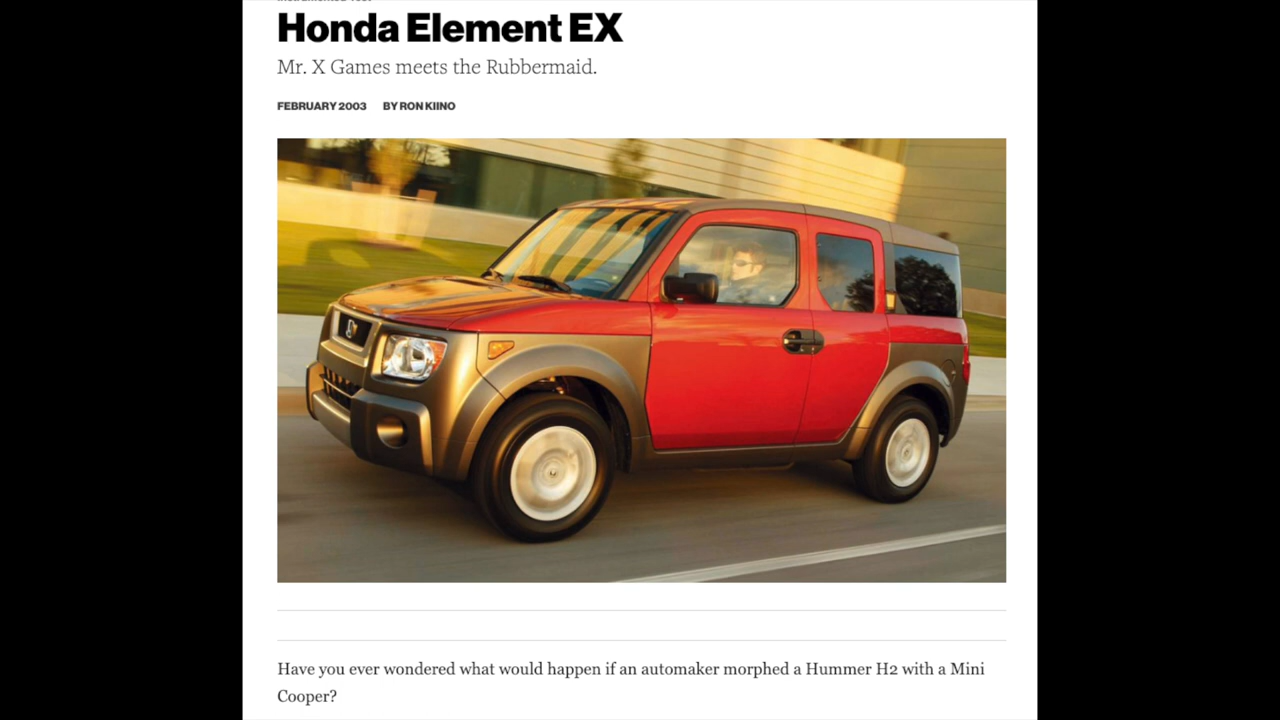 Honda Element EX
Mr. X Games meets the Rubbermaid.
FEBRUARY 2003 BY RON KIINO
Have you ever wondered what would happen if an automaker morphed a Hummer H2 with a Mini
Cooper?